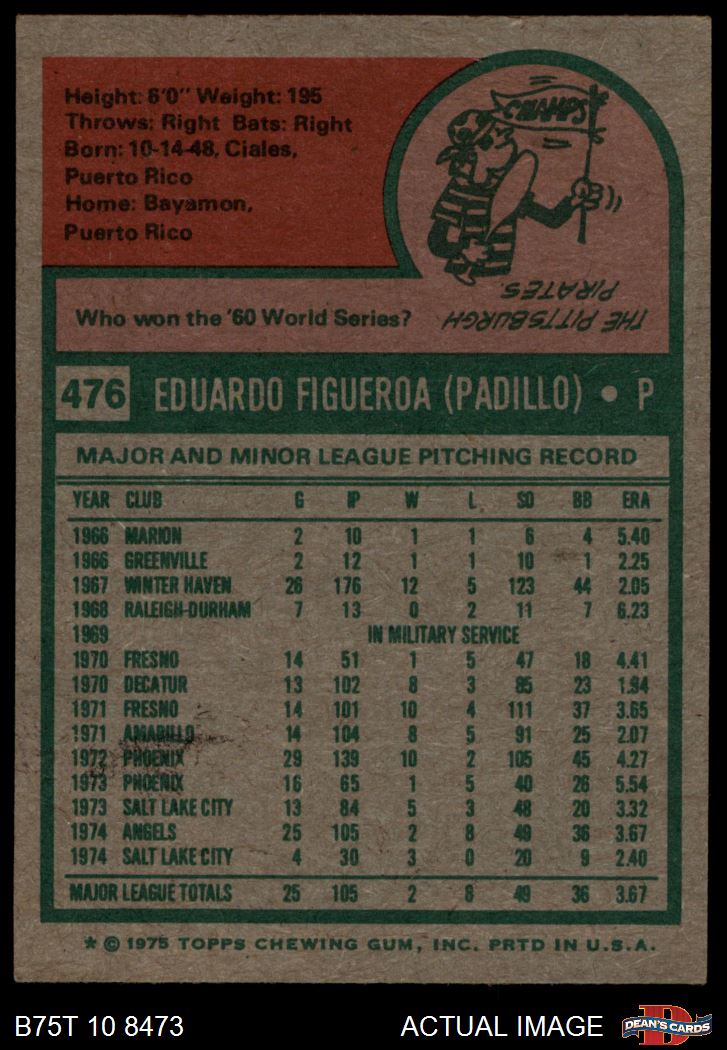 Height: 6'0" Weight: 195
Throws: Right Bats: Right
Born: 10-14-48, Ciales,
Puerto Rico
Home: Bayamon,
Puerto Rico
CHAMPS
Who won the '60 World Series?
THE PITTSBURGH
PIRATES.
476 EDUARDO FIGUEROA (PADILLO) • P
MAJOR AND MINOR LEAGUE PITCHING RECORD
YEAR CLUB G IP W L SO BB ERA
1966 MARION 2 10 1 1 6 4 5.40
1966 GREENVILLE 2 12 1 1 10 1 2.25
1967 WINTER HAVEN 26 176 12 5 123 44 2.05
1968 RALEIGH-DURHAM 7 13 0 2 11 7 6.23
1969 IN MILITARY SERVICE
1970 FRESNO 14 51 1 5 47 18 4.41
1970 DECATUR 13 102 8 3 85 23 1.94
1971 FRESNO 14 101 10 4 111 37 3.65
1971 AMARILLO 14 104 8 5 91 25 2.07
1972 PHOENIX 29 139 10 2 105 45 4.27
1973 PHOENIX 16 65 1 5 40 26 5.54
1973 SALT LAKE CITY 13 84 5 3 48 20 3.32
1974 ANGELS 25 105 2 8 49 36 3.67
1974 SALT LAKE CITY 4 30 3 0 20 9 2.40
MAJOR LEAGUE TOTALS 25 105 2 8 49 36 3.67
★ © 1975 TOPPS CHEWING GUM, INC. PRTD IN U.S.A.
B75T 10 8473 ACTUAL IMAGE
D
DEAN'S CARDS